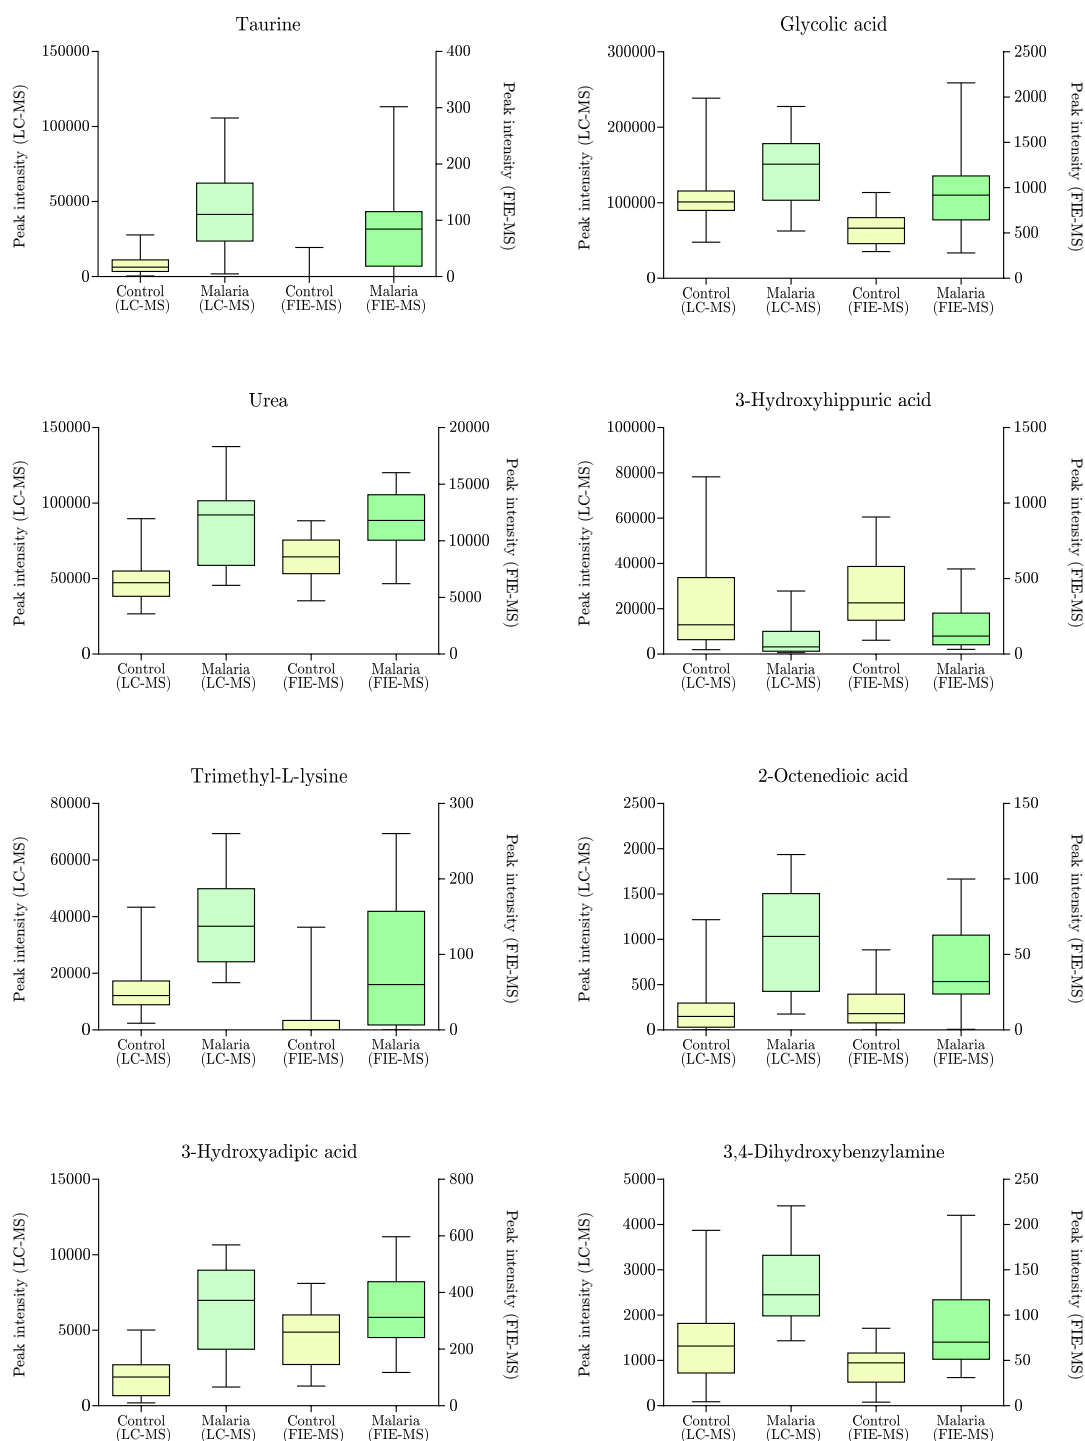 Taurine
150000
100000
50000
0
400
300
200
100
0
Peak intensity (LC-MS)
Peak intensity (FIE-MS)
Control Malaria Control Malaria
(LC-MS) (LC-MS) (FIE-MS) (FIE-MS)
Glycolic acid
300000
200000
100000
0
2500
2000
1500
1000
500
0
Peak intensity (LC-MS)
Peak intensity (FIE-MS)
Control Malaria Control Malaria
(LC-MS) (LC-MS) (FIE-MS) (FIE-MS)
Urea
150000
100000
50000
0
20000
15000
10000
5000
0
Peak intensity (LC-MS)
Peak intensity (FIE-MS)
Control Malaria Control Malaria
(LC-MS) (LC-MS) (FIE-MS) (FIE-MS)
3-Hydroxyhippuric acid
100000
80000
60000
40000
20000
0
1500
1000
500
0
Peak intensity (LC-MS)
Peak intensity (FIE-MS)
Control Malaria Control Malaria
(LC-MS) (LC-MS) (FIE-MS) (FIE-MS)
Trimethyl-L-lysine
80000
60000
40000
20000
0
300
200
100
0
Peak intensity (LC-MS)
Peak intensity (FIE-MS)
Control Malaria Control Malaria
(LC-MS) (LC-MS) (FIE-MS) (FIE-MS)
2-Octenedioic acid
2500
2000
1500
1000
500
0
150
100
50
0
Peak intensity (LC-MS)
Peak intensity (FIE-MS)
Control Malaria Control Malaria
(LC-MS) (LC-MS) (FIE-MS) (FIE-MS)
3-Hydroxyadipic acid
15000
10000
5000
0
800
600
400
200
0
Peak intensity (LC-MS)
Peak intensity (FIE-MS)
Control Malaria Control Malaria
(LC-MS) (LC-MS) (FIE-MS) (FIE-MS)
3,4-Dihydroxybenzylamine
5000
4000
3000
2000
1000
0
250
200
150
100
50
0
Peak intensity (LC-MS)
Peak intensity (FIE-MS)
Control Malaria Control Malaria
(LC-MS) (LC-MS) (FIE-MS) (FIE-MS)